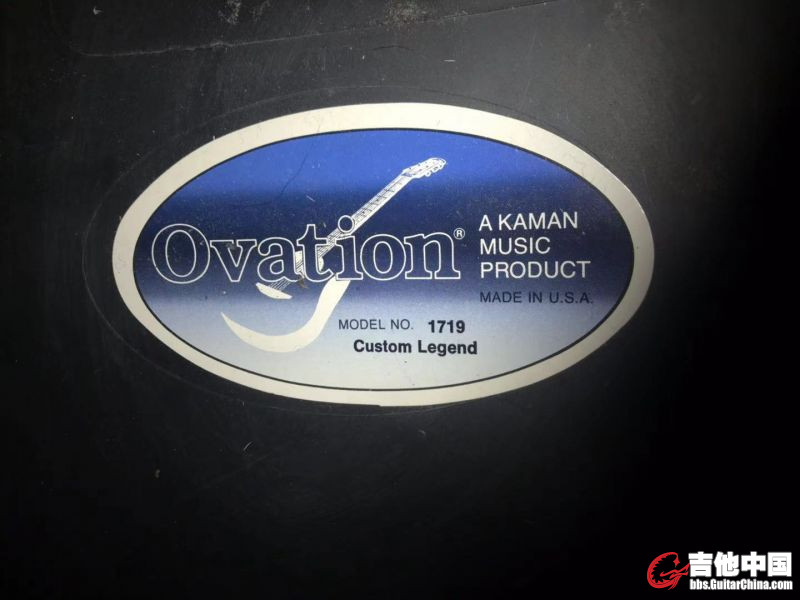 Ovation®
A KAMAN
MUSIC
PRODUCT
MADE IN U.S.A.
MODEL NO. 1719
Custom Legend
吉他中国
bbs.GuitarChina.com